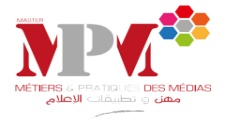 MASTER
MPM
MÉTIERS & PRATIQUES DES MÉDIAS
مهن و تطبيقات الإعلام